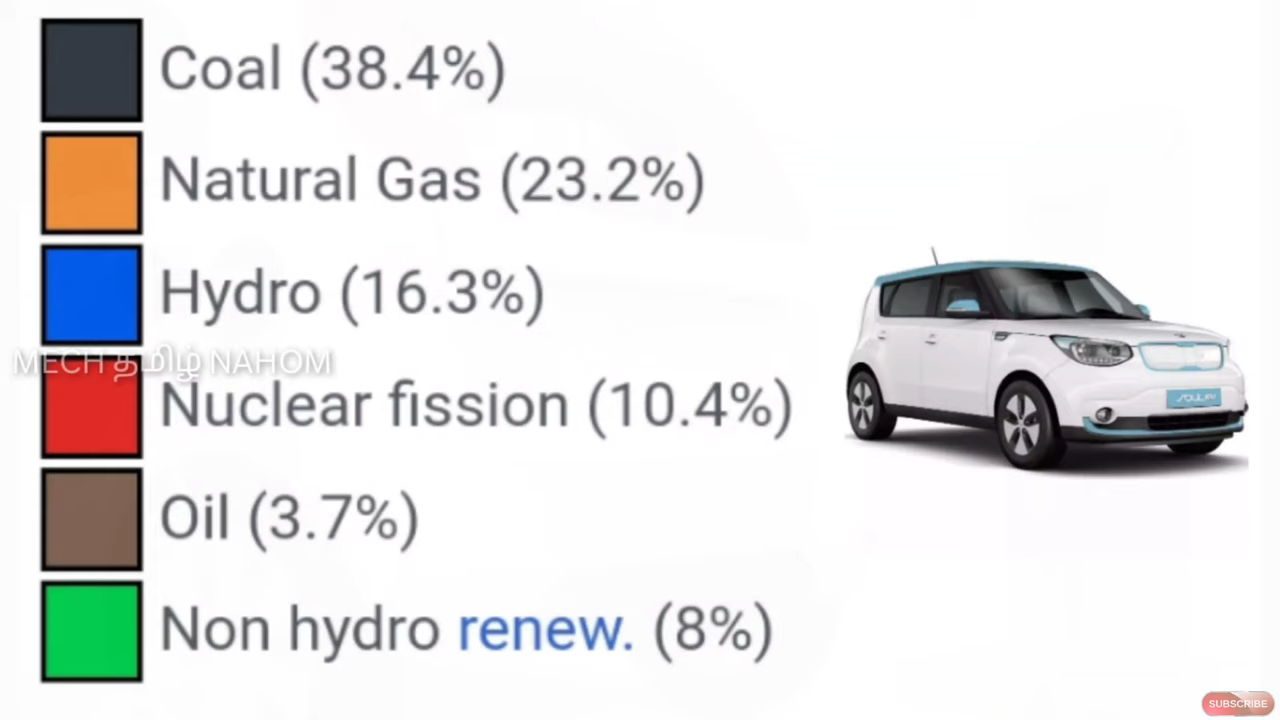 Coal (38.4%)
Natural Gas (23.2%)
Hydro (16.3%)
MECH தமிழ் NAHOM
Nuclear fission (10.4%)
Oil (3.7%)
Non hydro renew. (8%)
SUBSCRIBE